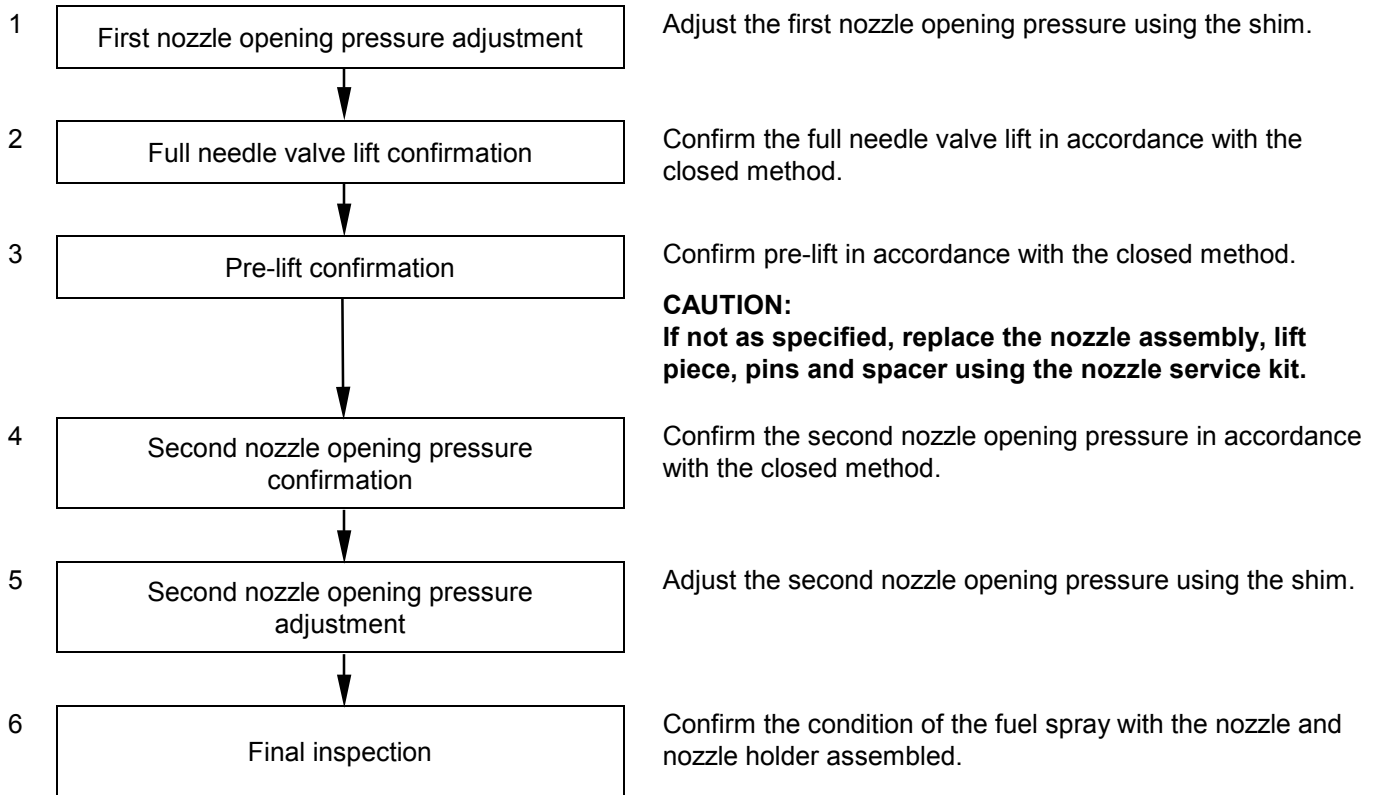 1
First nozzle opening pressure adjustment
Adjust the first nozzle opening pressure using the shim.
2
Full needle valve lift confirmation
Confirm the full needle valve lift in accordance with the
closed method.
3
Pre-lift confirmation
Confirm pre-lift in accordance with the closed method.
CAUTION:
If not as specified, replace the nozzle assembly, lift
piece, pins and spacer using the nozzle service kit.
4
Second nozzle opening pressure
confirmation
Confirm the second nozzle opening pressure in accordance
with the closed method.
5
Second nozzle opening pressure
adjustment
Adjust the second nozzle opening pressure using the shim.
6
Final inspection
Confirm the condition of the fuel spray with the nozzle and
nozzle holder assembled.